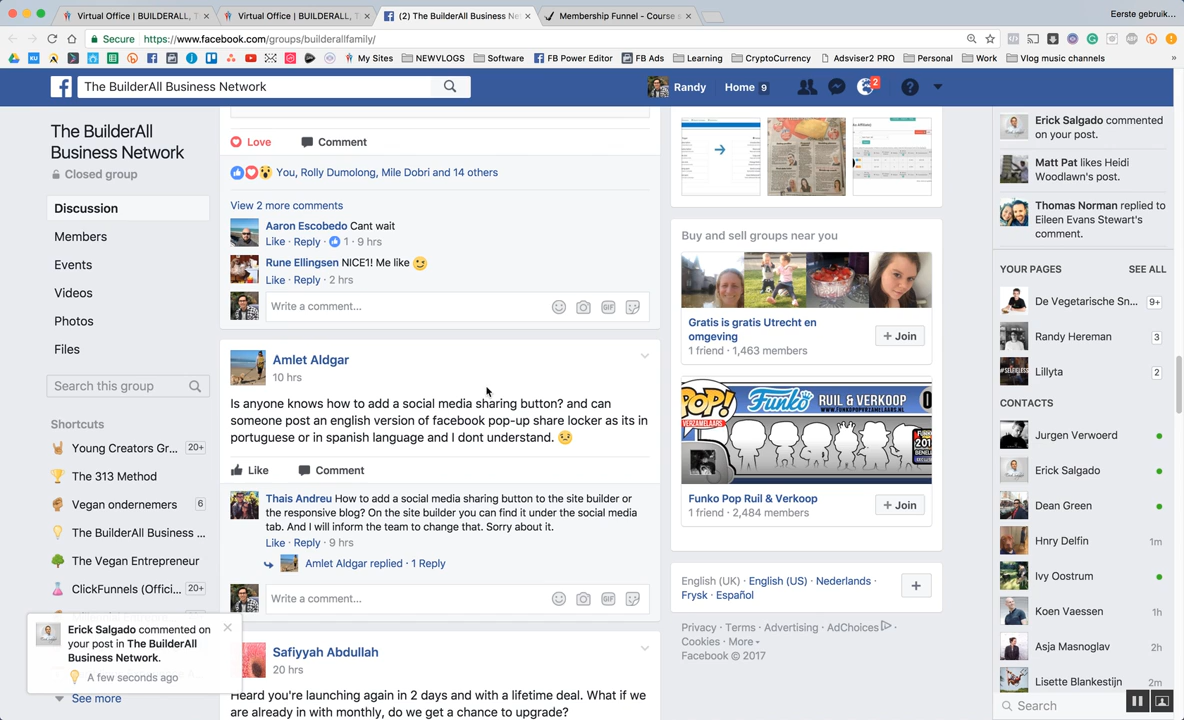 Virtual Office | BUILDERALL, T
Virtual Office | BUILDERALL, T
(2) The BuilderAll Business Ne
Membership Funnel - Course s
Eerste gebruik...
Secure https://www.facebook.com/groups/builderallfamily/
My Sites
NEWVLOGS
Software
FB Power Editor
FB Ads
Learning
CryptoCurrency
Adsviser2 PRO
Personal
Work
Vlog music channels
The BuilderAll Business Network
Randy
Home 9
2
The BuilderAll
Business Network
Closed group
Discussion
Members
Events
Videos
Photos
Files
Search this group
Shortcuts
Young Creators Gr... 20+
The 313 Method
Vegan ondernemers 6
The BuilderAll Business ...
The Vegan Entrepreneur
ClickFunnels (Offici... 20+
Erick Salgado commented on
your post in The BuilderAll
Business Network.
A few seconds ago
See more
Love Comment
You, Rolly Dumolong, Mile Dobri and 14 others
View 2 more comments
Aaron Escobedo Cant wait
Like · Reply · 1 · 9 hrs
Rune Ellingsen NICE1! Me like
Like · Reply · 2 hrs
Write a comment...
Amlet Aldgar
10 hrs
Is anyone knows how to add a social media sharing button? and can
someone post an english version of facebook pop-up share locker as its in
portuguese or in spanish language and I dont understand.
Like Comment
Thais Andreu How to add a social media sharing button to the site builder or
the responsive blog? On the site builder you can find it under the social media
tab. And I will inform the team to change that. Sorry about it.
Like · Reply · 9 hrs
Amlet Aldgar replied · 1 Reply
Write a comment...
Safiyyah Abdullah
20 hrs
Heard you're launching again in 2 days and with a lifetime deal. What if we
are already in with monthly, do we get a chance to upgrade?
Buy and sell groups near you
Gratis is gratis Utrecht en
omgeving
1 friend · 1,463 members
+ Join
POP!
Funko
RUIL & VERKOOP
Funko Pop Ruil & Verkoop
1 friend · 2,484 members
+ Join
English (UK) · English (US) · Nederlands ·
Frysk · Español
Privacy · Terms · Advertising · AdChoices ·
Cookies · More
Facebook © 2017
Erick Salgado commented
on your post.
Matt Pat likes Heidi
Woodlawn's post.
Thomas Norman replied to
Eileen Evans Stewart's
comment.
YOUR PAGES SEE ALL
De Vegetarische Sn... 9+
Randy Hereman 3
Lillyta 2
CONTACTS
Jurgen Verwoerd
Erick Salgado
Dean Green
Hnry Delfin 1m
Ivy Oostrum
Koen Vaessen 1h
Asja Masnoglav 2h
Lisette Blankestijn 2m
Search